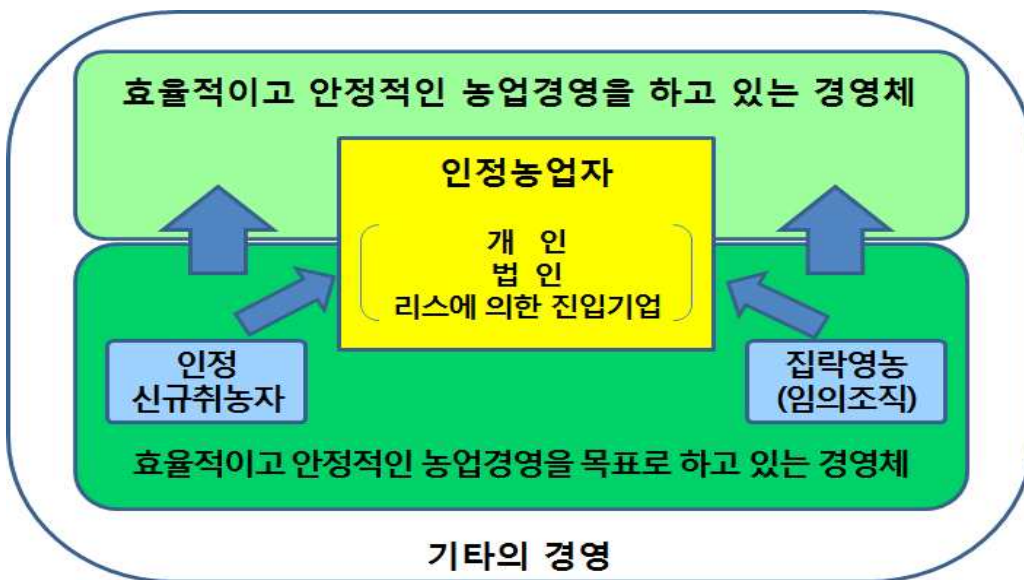 효율적이고 안정적인 농업경영을 하고 있는 경영체
인정농업자
개 인
법 인
리스에 의한 진입기업
인정
신규취농자
집락영농
(임의조직)
효율적이고 안정적인 농업경영을 목표로 하고 있는 경영체
기타의 경영